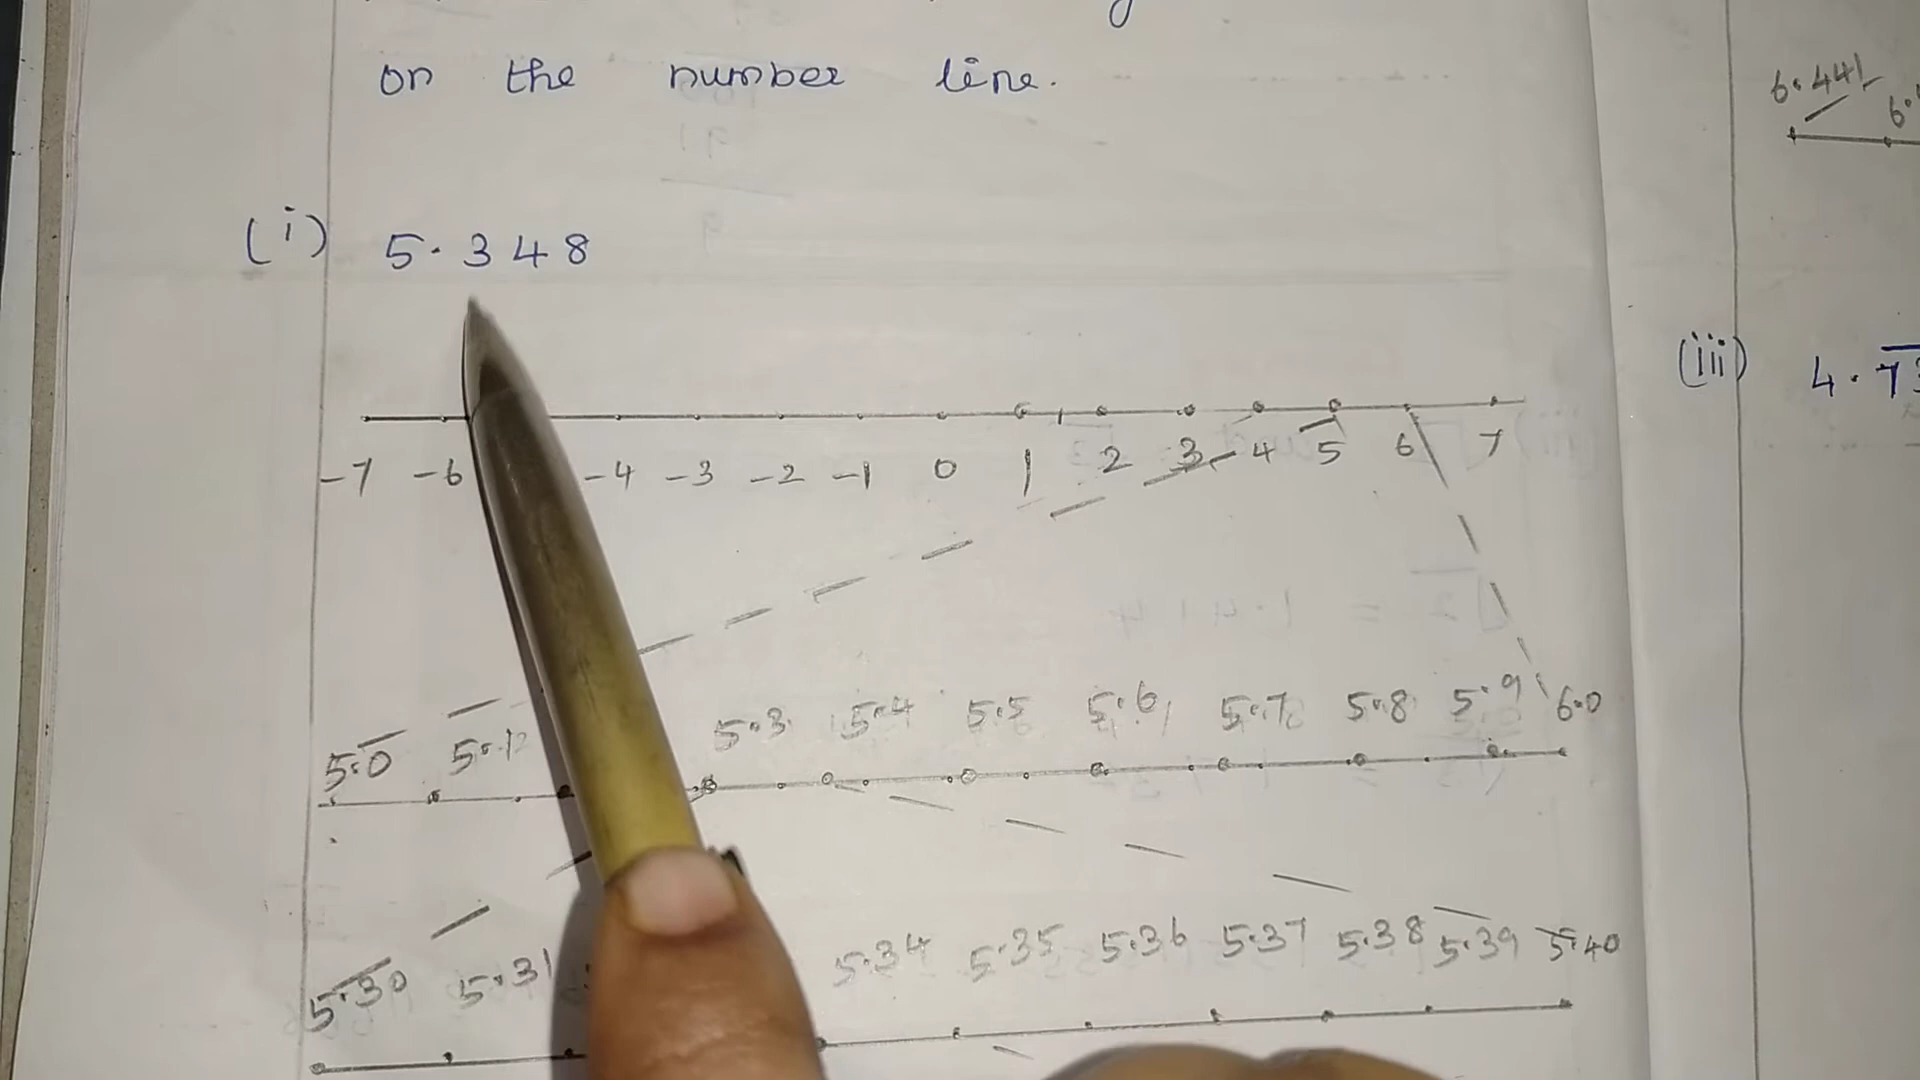 on the number line.
(i) 5.348
-7 -6 -4 -3 -2 -1 0 1 2 3 4 5 6 7
5.0 5.1 5.3 5.4 5.5 5.6 5.7 5.8 5.9 6.0
5.30 5.31 5.34 5.35 5.36 5.37 5.38 5.39 5.40
6.441
(iii) 4.73